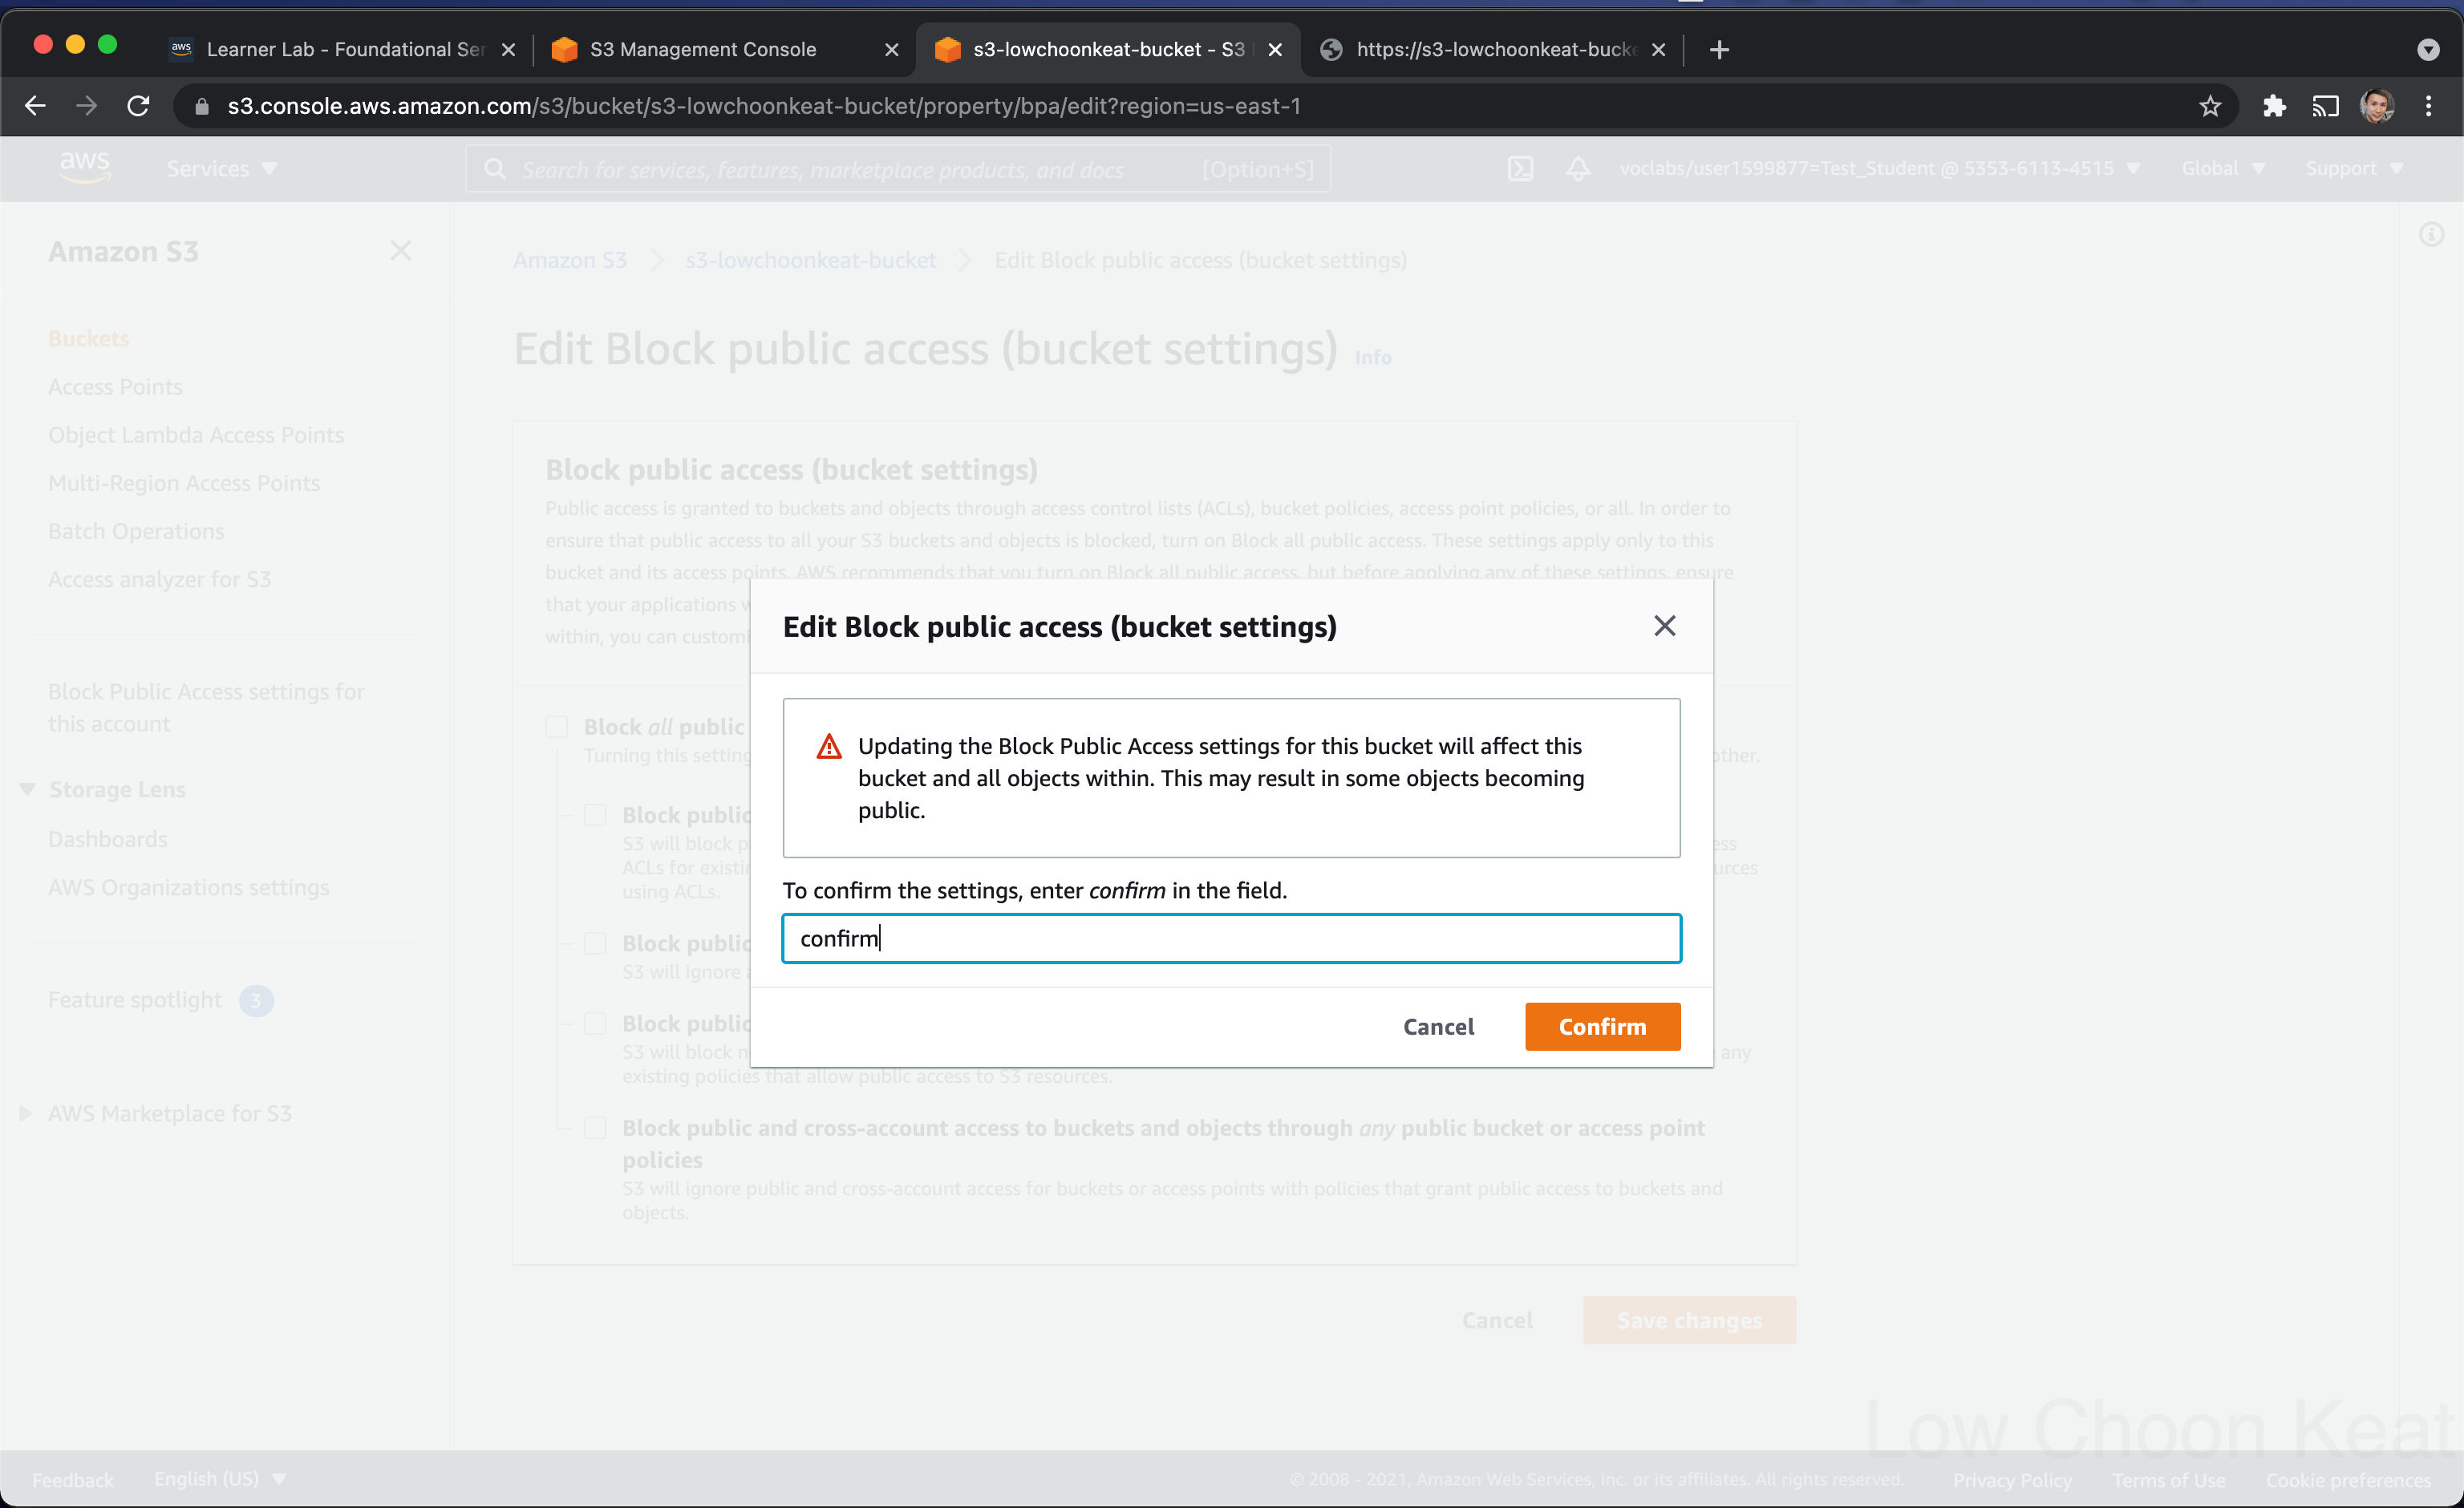 Learner Lab - Foundational Ser
S3 Management Console
s3-lowchoonkeat-bucket - S3
https://s3-lowchoonkeat-bucke
s3.console.aws.amazon.com/s3/bucket/s3-lowchoonkeat-bucket/property/bpa/edit?region=us-east-1
aws
Services
Search for services, features, marketplace products, and docs
[Option+S]
voclabs/user1599877=Test_Student @ 5353-6113-4515
Global
Support
Amazon S3
Buckets
Access Points
Object Lambda Access Points
Multi-Region Access Points
Batch Operations
Access analyzer for S3
Block Public Access settings for
this account
Storage Lens
Dashboards
AWS Organizations settings
Feature spotlight 3
AWS Marketplace for S3
Amazon S3
s3-lowchoonkeat-bucket
Edit Block public access (bucket settings)
Edit Block public access (bucket settings) Info
Block public access (bucket settings)
Public access is granted to buckets and objects through access control lists (ACLs), bucket policies, access point policies, or all. In order to
ensure that public access to all your S3 buckets and objects is blocked, turn on Block all public access. These settings apply only to this
bucket and its access points. AWS recommends that you turn on Block all public access, but before applying any of these settings, ensure
that your applications
within, you can customi
Block all public
Turning this setting
other.
Block public
S3 will block p
ess
ACLs for existin
urces
using ACLs.
Block public
S3 will ignore
Block public
S3 will block n
any
existing policies that allow public access to S3 resources.
Block public and cross-account access to buckets and objects through any public bucket or access point
policies
S3 will ignore public and cross-account access for buckets or access points with policies that grant public access to buckets and
objects.
Cancel
Save changes
Edit Block public access (bucket settings)
Updating the Block Public Access settings for this bucket will affect this
bucket and all objects within. This may result in some objects becoming
public.
To confirm the settings, enter confirm in the field.
confirm
Cancel
Confirm
Low Choon Keat
Feedback
English (US)
© 2008 - 2021, Amazon Web Services, Inc. or its affiliates. All rights reserved.
Privacy Policy
Terms of Use
Cookie preferences